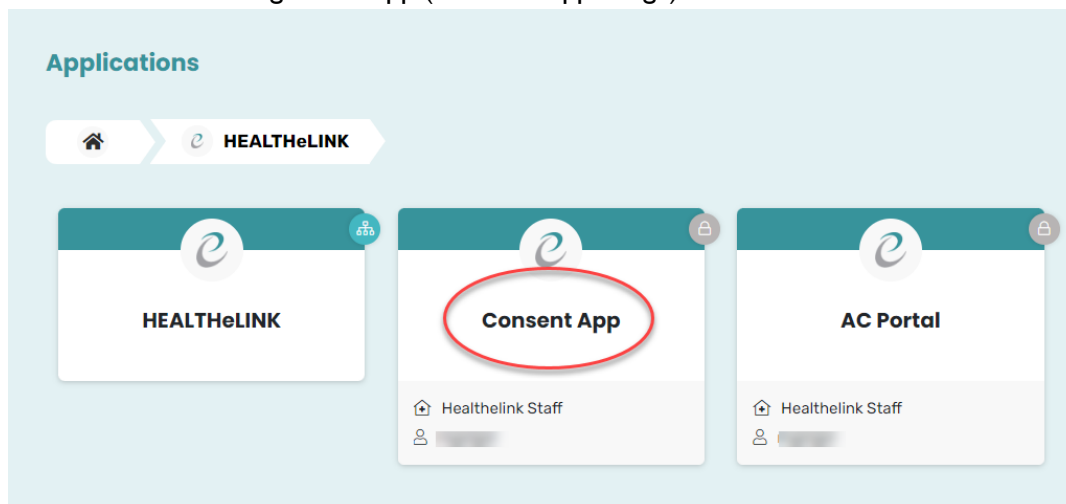 Applications
HEALTHeLINK
HEALTHeLINK
Consent App
AC Portal
Healthelink Staff
Healthelink Staff